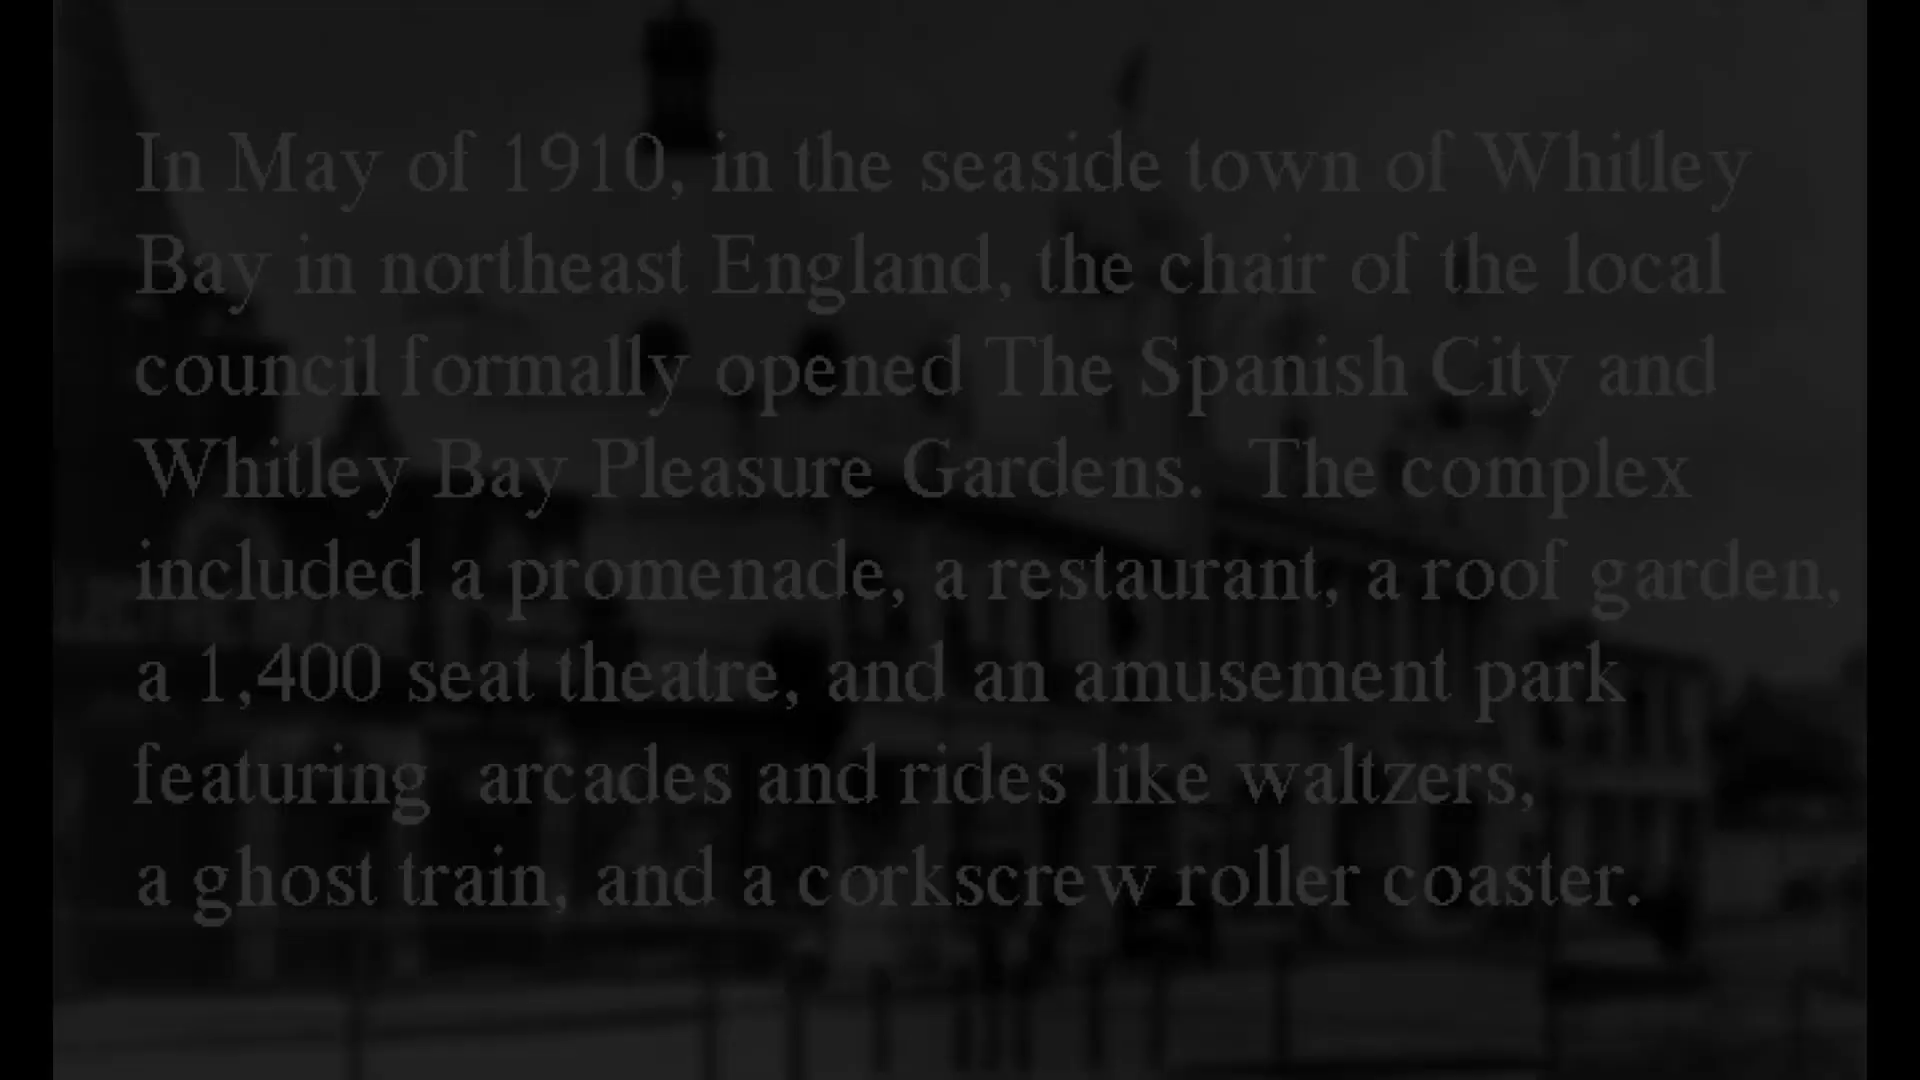 In May of 1910, in the seaside town of Whitley
Bay in northeast England, the chair of the local
council formally opened The Spanish City and
Whitley Bay Pleasure Gardens.  The complex
included a promenade, a restaurant, a roof garden,
a 1,400 seat theatre, and an amusement park
featuring  arcades and rides like waltzers,
a ghost train, and a corkscrew roller coaster.